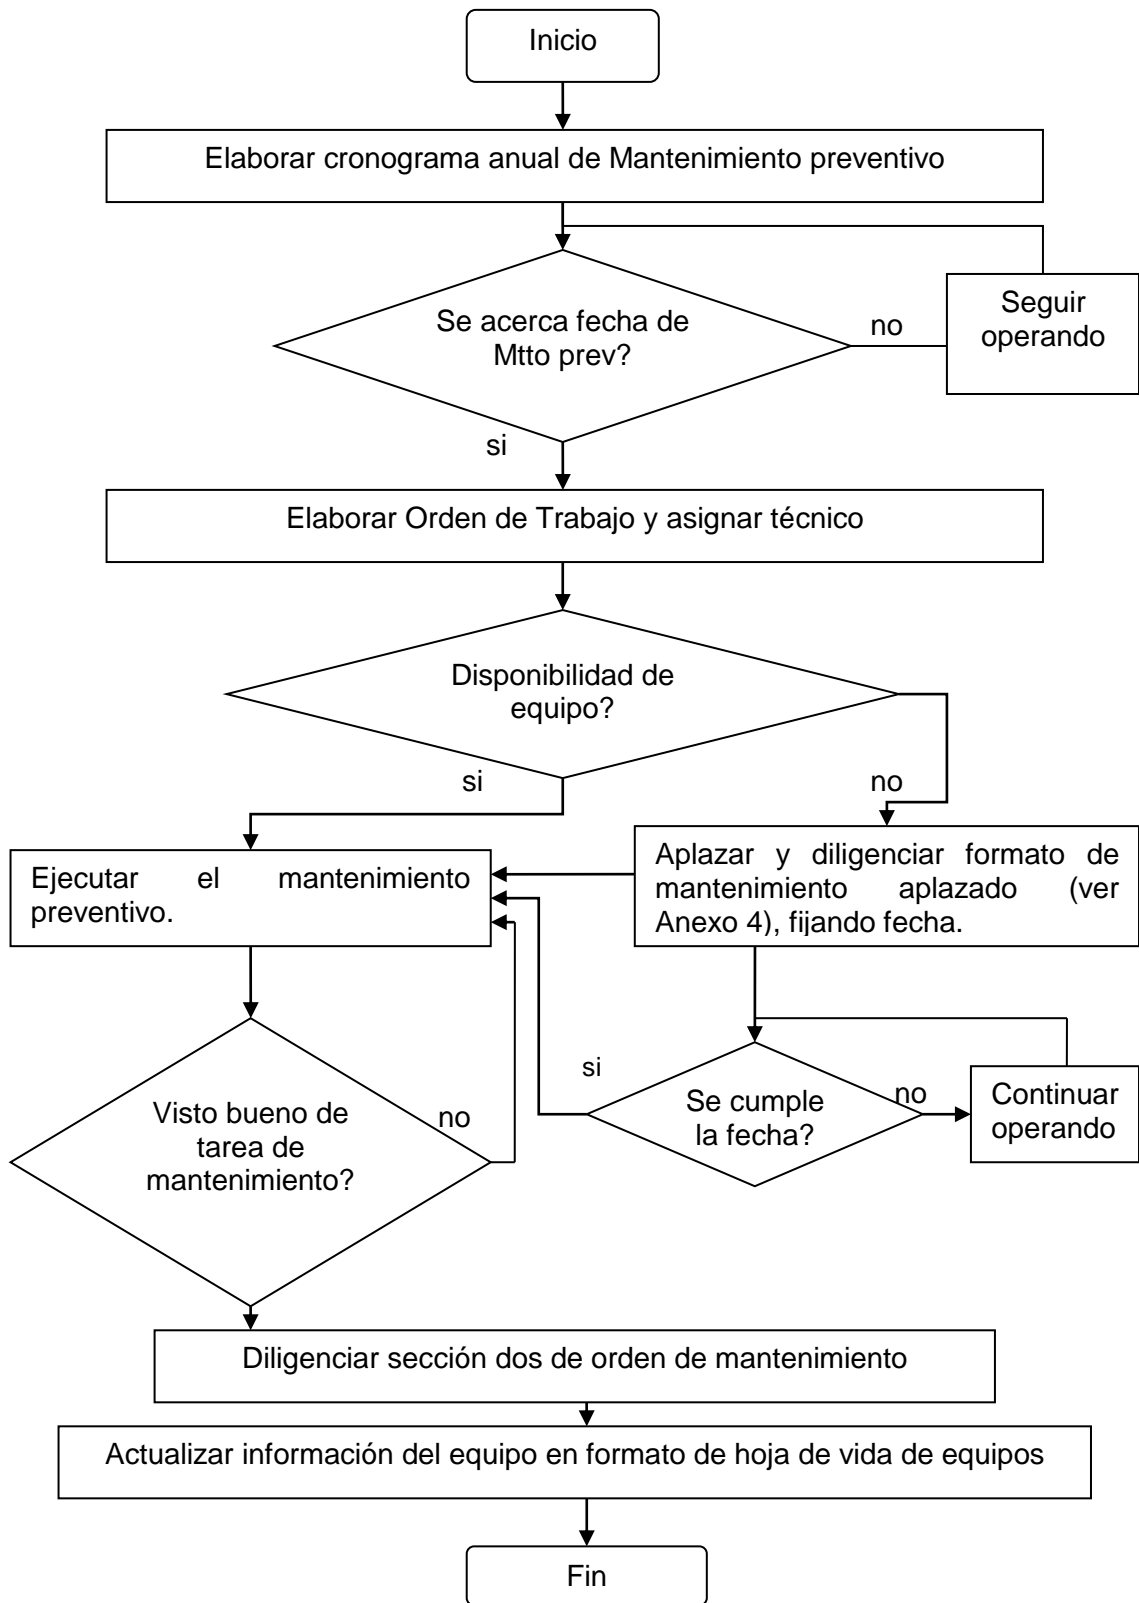 Inicio
Elaborar cronograma anual de Mantenimiento preventivo
Se acerca fecha de
Mtto prev?
no
Seguir
operando
si
Elaborar Orden de Trabajo y asignar técnico
Disponibilidad de
equipo?
si
no
Ejecutar el mantenimiento
preventivo.
Aplazar y diligenciar formato de
mantenimiento aplazado (ver
Anexo 4), fijando fecha.
Visto bueno de
tarea de
mantenimiento?
no
si
Se cumple
la fecha?
no
Continuar
operando
Diligenciar sección dos de orden de mantenimiento
Actualizar información del equipo en formato de hoja de vida de equipos
Fin